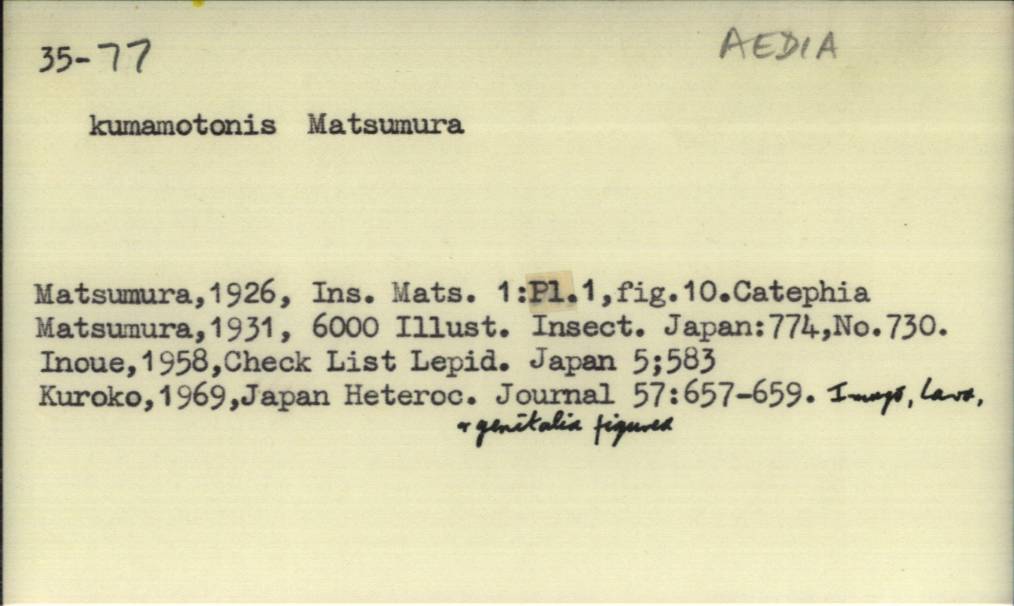 35-77
AEDIA
kumamotonis Matsumura
Matsumura,1926, Ins. Mats. 1:Pl.1,fig.10.Catephia
Matsumura,1931, 6000 Illust. Insect. Japan:774,No.730.
Inoue,1958,Check List Lepid. Japan 5;583
Kuroko,1969,Japan Heteroc. Journal 57:657-659. Imago, larva,
& genitalia figured